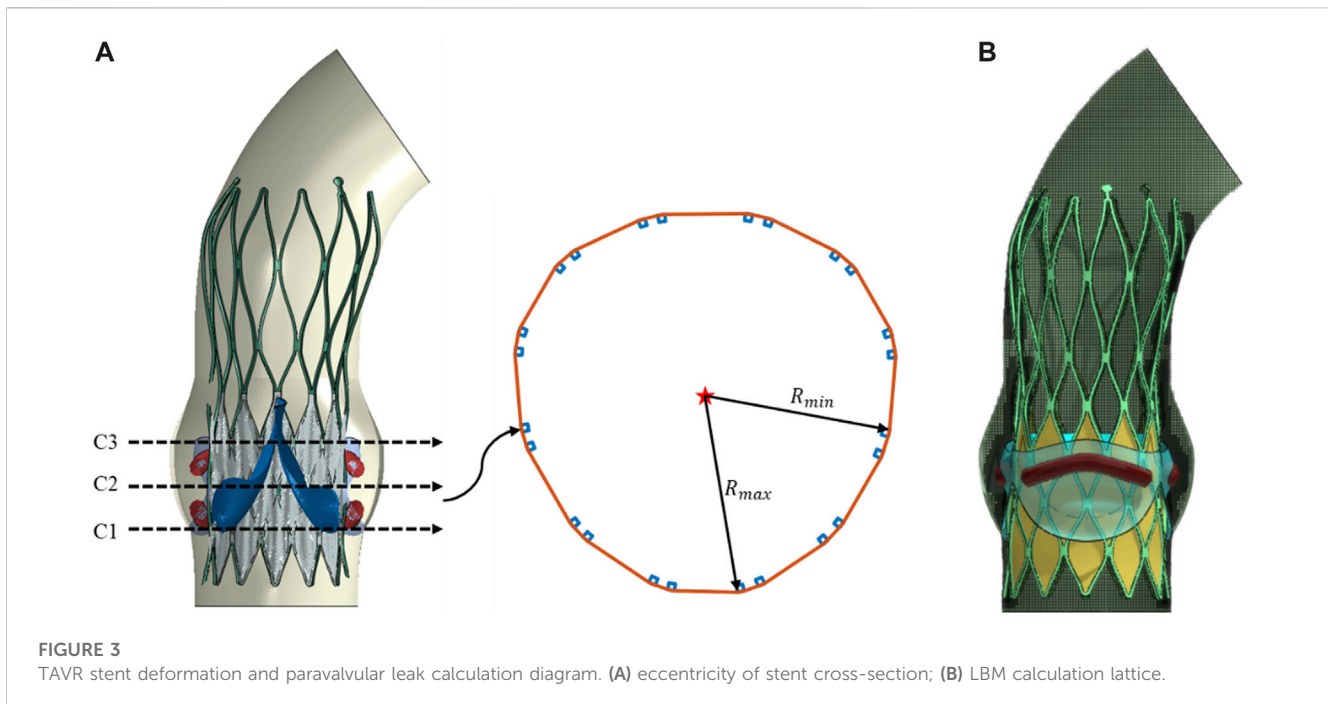 A
B
C3
C2
C1
R_min
R_max
FIGURE 3
TAVR stent deformation and paravalvular leak calculation diagram. (A) eccentricity of stent cross-section; (B) LBM calculation lattice.